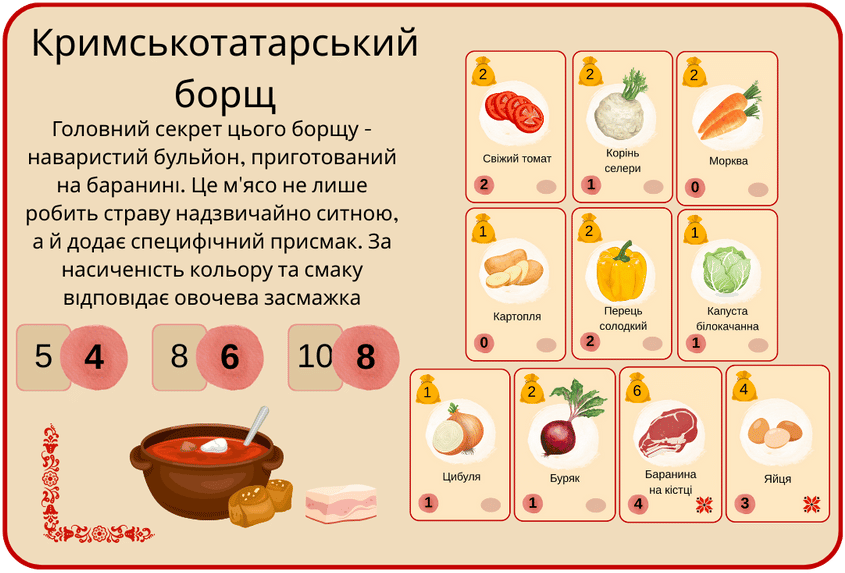 Кримськотатарський
борщ
Головний секрет цього борщу -
наваристий бульйон, приготований
на баранині. Це м'ясо не лише
робить страву надзвичайно ситною,
а й додає специфічний присмак. За
насиченість кольору та смаку
відповідає овочева засмажка
5 4 8 6 10 8
2
Свіжий томат
2
2
Корінь
селери
1
2
Морква
0
1
Картопля
0
2
Перець
солодкий
2
1
Капуста
білокачанна
1
1
Цибуля
1
2
Буряк
1
6
Баранина
на кістці
4
4
Яйця
3